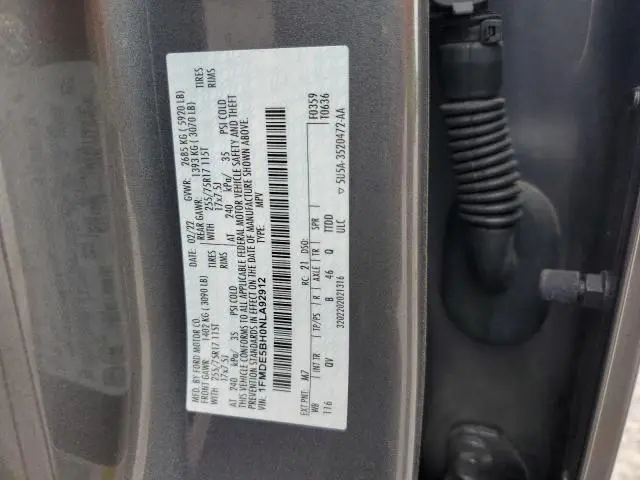 MFD. BY FORD MOTOR CO.
DATE: 02/22 GVWR: 2685 KG ( 5920 LB)
FRONT GAWR: 1402 KG ( 3090 LB) REAR GAWR: 1393 KG ( 3070 LB)
WITH 255/75R17 115T TIRES WITH 255/75R17 115T TIRES
17x7.5J RIMS 17x7.5J RIMS
AT 240 kPa/ 35 PSI COLD AT 240 kPa/ 35 PSI COLD
THIS VEHICLE CONFORMS TO ALL APPLICABLE FEDERAL MOTOR VEHICLE SAFETY AND THEFT
PREVENTION STANDARDS IN EFFECT ON THE DATE OF MANUFACTURE SHOWN ABOVE.
VIN: 1FMDE5BH0NLA92912 TYPE: MPV
F0359
T0636
EXT PNT: M7 RC: 21 DSO:
WB INT TR TP/PS R AXLE TR SPR
116 QV B 46 Q TTDD
3202202021316 ULC
▽ 5U5A-3520472-AA